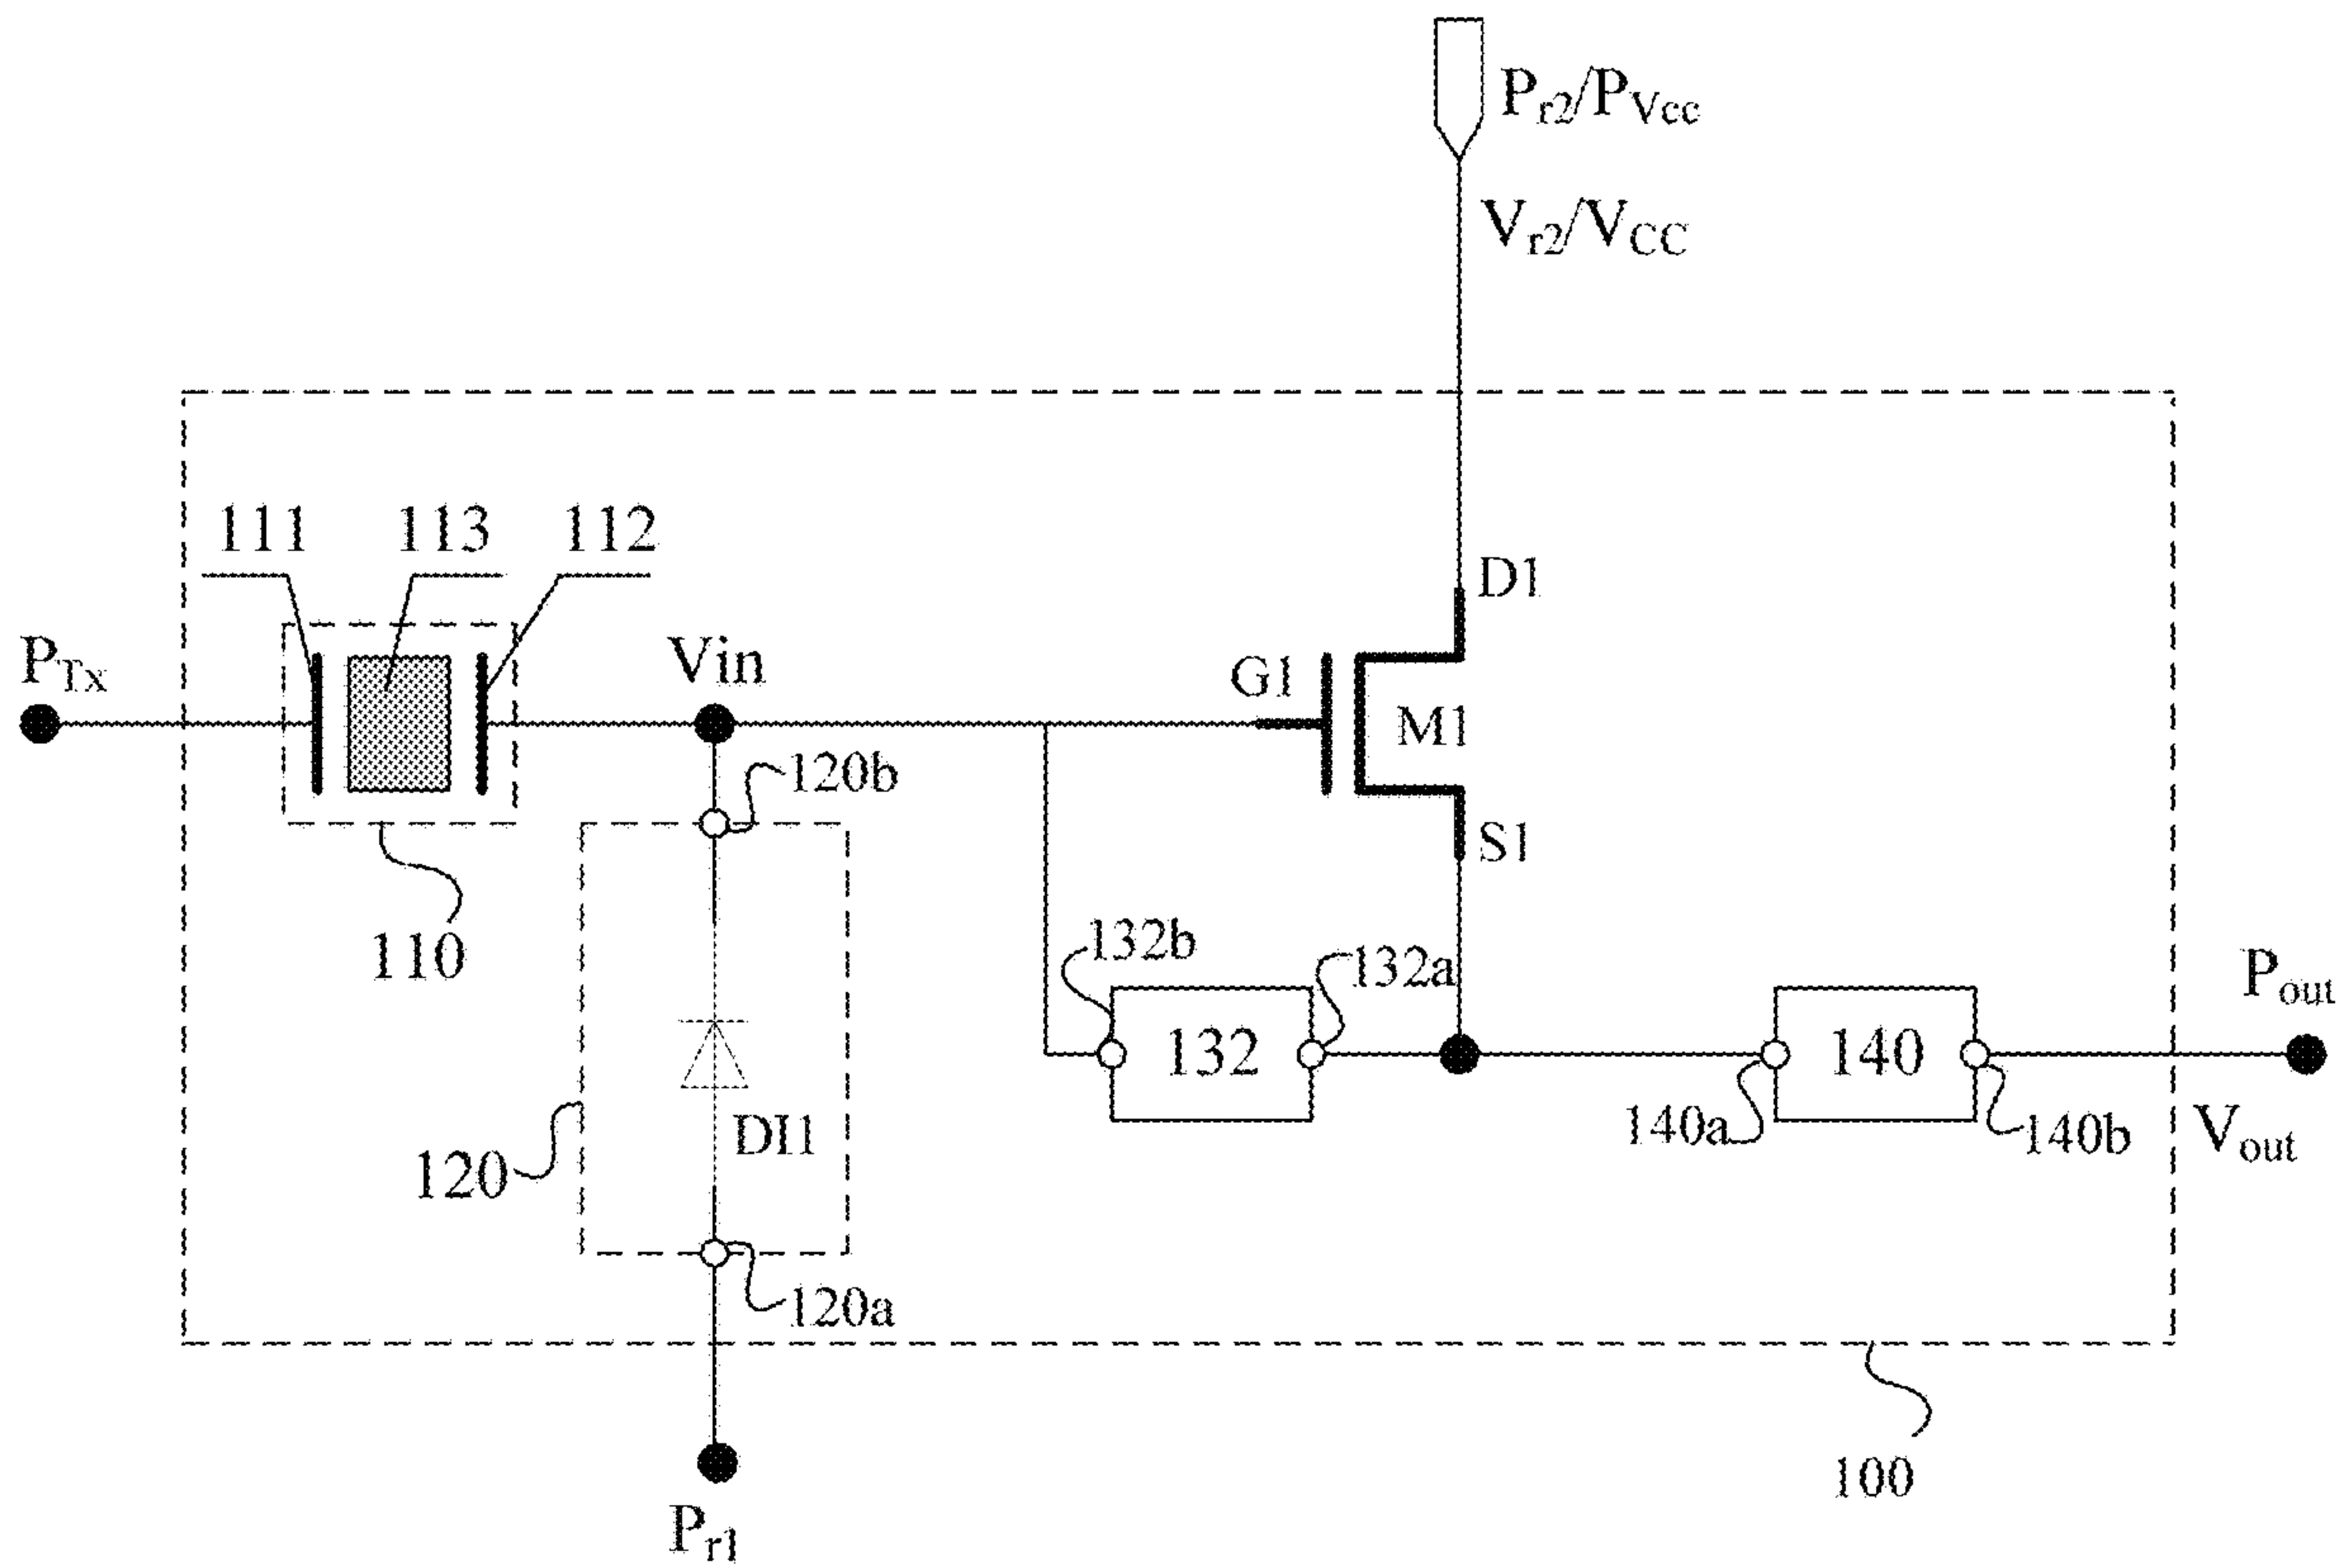 Pr2/PVcc
Vr2/VCC
111 113 112
D1
PTx
Vin
G1
M1
120b
S1
110
132b
132a
Pout
132
140
DI1
140a
140b
Vout
120
120a
100
Pr1